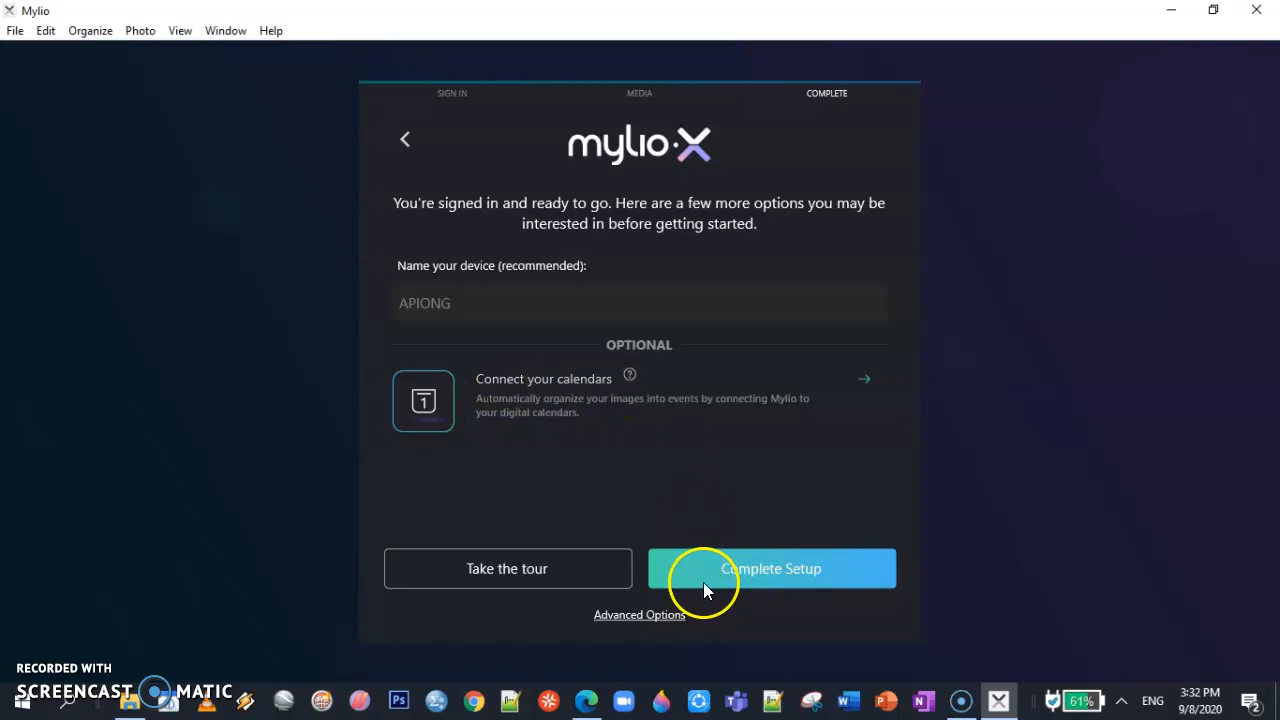 Mylio
File Edit Organize Photo View Window Help
SIGN IN MEDIA COMPLETE
mylio·X
You're signed in and ready to go. Here are a few more options you may be
interested in before getting started.
Name your device (recommended):
APIONG
OPTIONAL
1
Connect your calendars ?
Automatically organize your images into events by connecting Mylio to
your digital calendars.
Take the tour Complete Setup
Advanced Options
RECORDED WITH
SCREENCAST MATIC
Ps
61% ENG 3:32 PM
9/8/2020
2